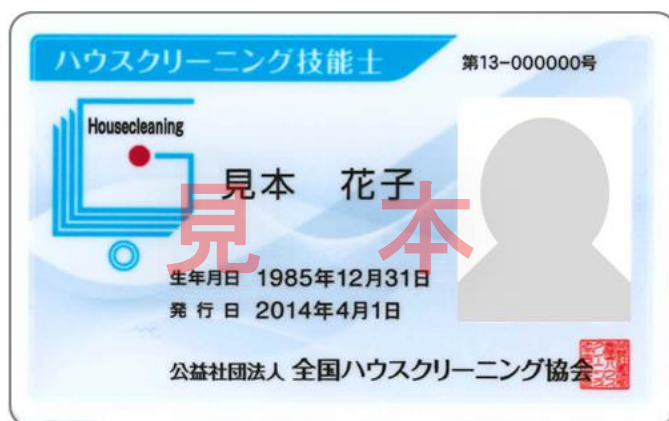 ハウスクリーニング技能士
第13-000000号
Housecleaning
見本　花子
見　本
生年月日 1985年12月31日
発 行 日 2014年4月1日
公益社団法人 全国ハウスクリーニング協会